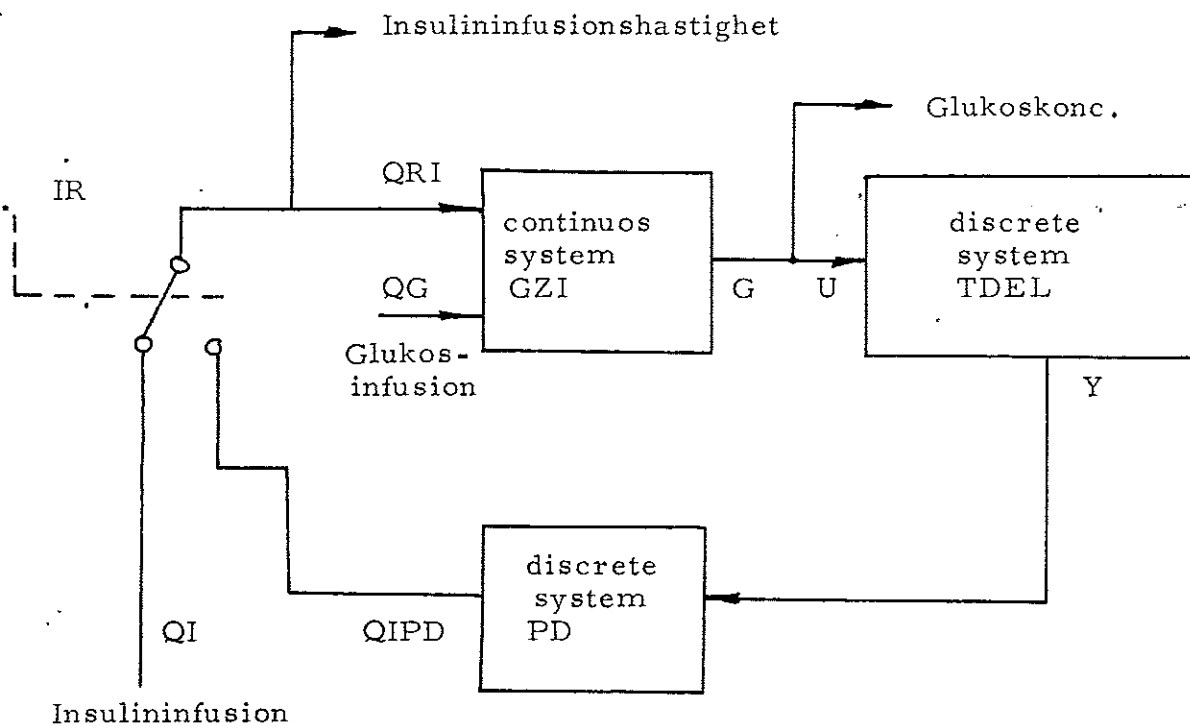 Insulininfusionshastighet
Glukoskonc.
IR
QRI
continuos
system
GZI
QG
Glukos-
infusion
G
U
discrete
system
TDEL
Y
discrete
system
PD
QIPD
QI
Insulininfusion